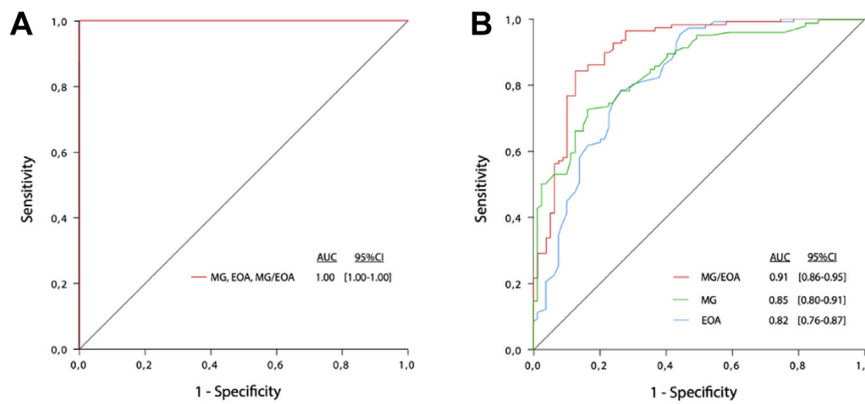 A
1,0
0,8
0,6
0,4
0,2
0,0
Sensitivity
AUC 95%CI
MG, EOA, MG/EOA 1.00 [1.00-1.00]
0,0 0,2 0,4 0,6 0,8 1,0
1 - Specificity
B
1,0
0,8
0,6
0,4
0,2
0,0
Sensitivity
AUC 95%CI
MG/EOA 0.91 [0.86-0.95]
MG 0.85 [0.80-0.91]
EOA 0.82 [0.76-0.87]
0,0 0,2 0,4 0,6 0,8 1,
1 - Specificity